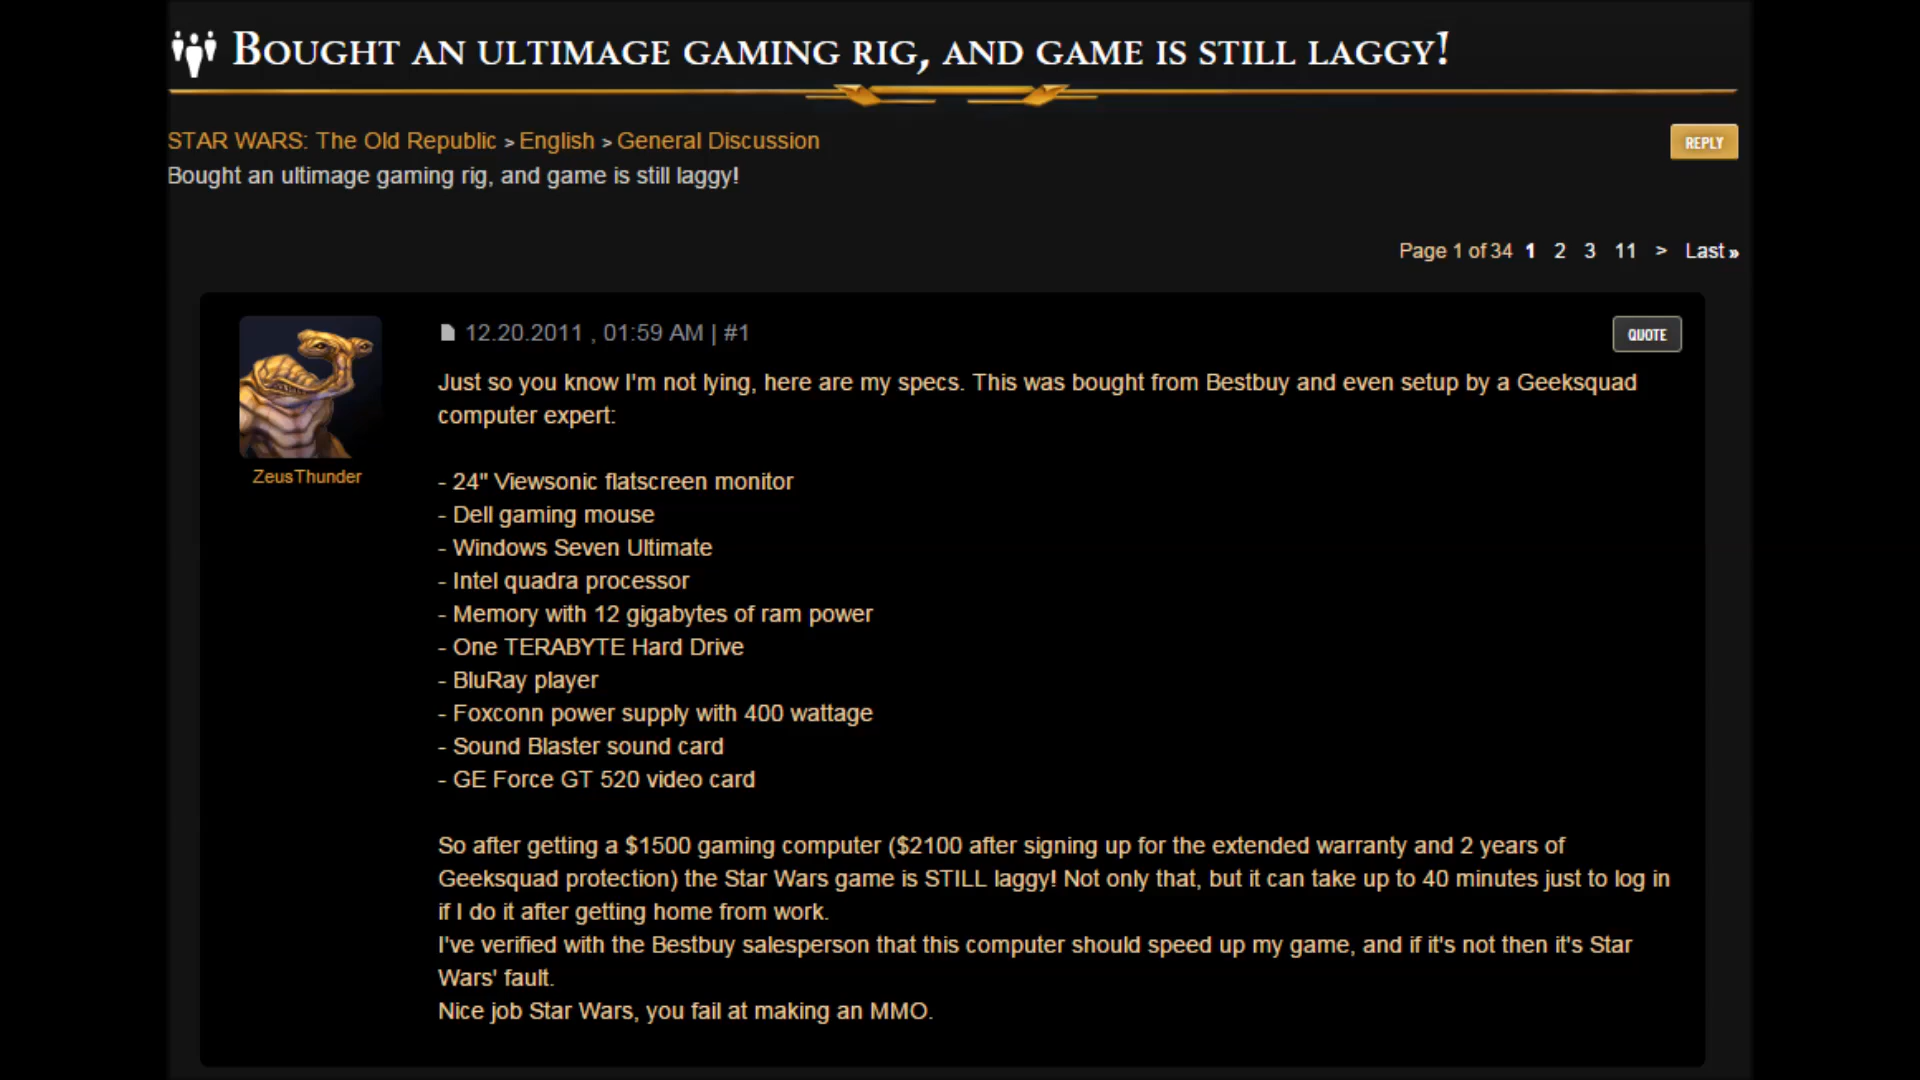 Bought an ultimage gaming rig, and game is still laggy!
STAR WARS: The Old Republic > English > General Discussion
REPLY
Bought an ultimage gaming rig, and game is still laggy!
Page 1 of 34 1 2 3 11 > Last »
12.20.2011 , 01:59 AM | #1
QUOTE
ZeusThunder
Just so you know I'm not lying, here are my specs. This was bought from Bestbuy and even setup by a Geeksquad
computer expert:
- 24" Viewsonic flatscreen monitor
- Dell gaming mouse
- Windows Seven Ultimate
- Intel quadra processor
- Memory with 12 gigabytes of ram power
- One TERABYTE Hard Drive
- BluRay player
- Foxconn power supply with 400 wattage
- Sound Blaster sound card
- GE Force GT 520 video card
So after getting a $1500 gaming computer ($2100 after signing up for the extended warranty and 2 years of
Geeksquad protection) the Star Wars game is STILL laggy! Not only that, but it can take up to 40 minutes just to log in
if I do it after getting home from work.
I've verified with the Bestbuy salesperson that this computer should speed up my game, and if it's not then it's Star
Wars' fault.
Nice job Star Wars, you fail at making an MMO.